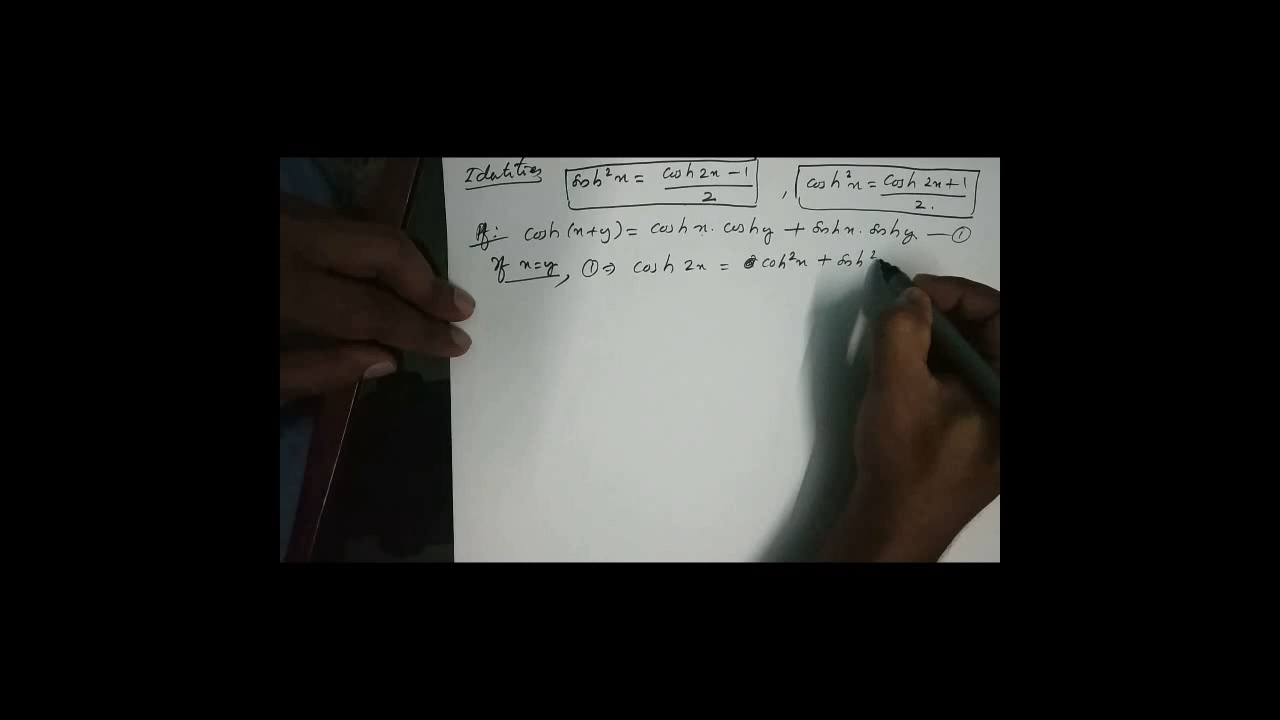 Identities sinh²x = (cosh 2x - 1)/2 , cosh²x = (cosh 2x + 1)/2.
Pf: cosh(x+y) = cosh x. cosh y + sinh x. sinh y — ①
If x=y, ① ⇒ cosh 2x = coh²x + sinh²